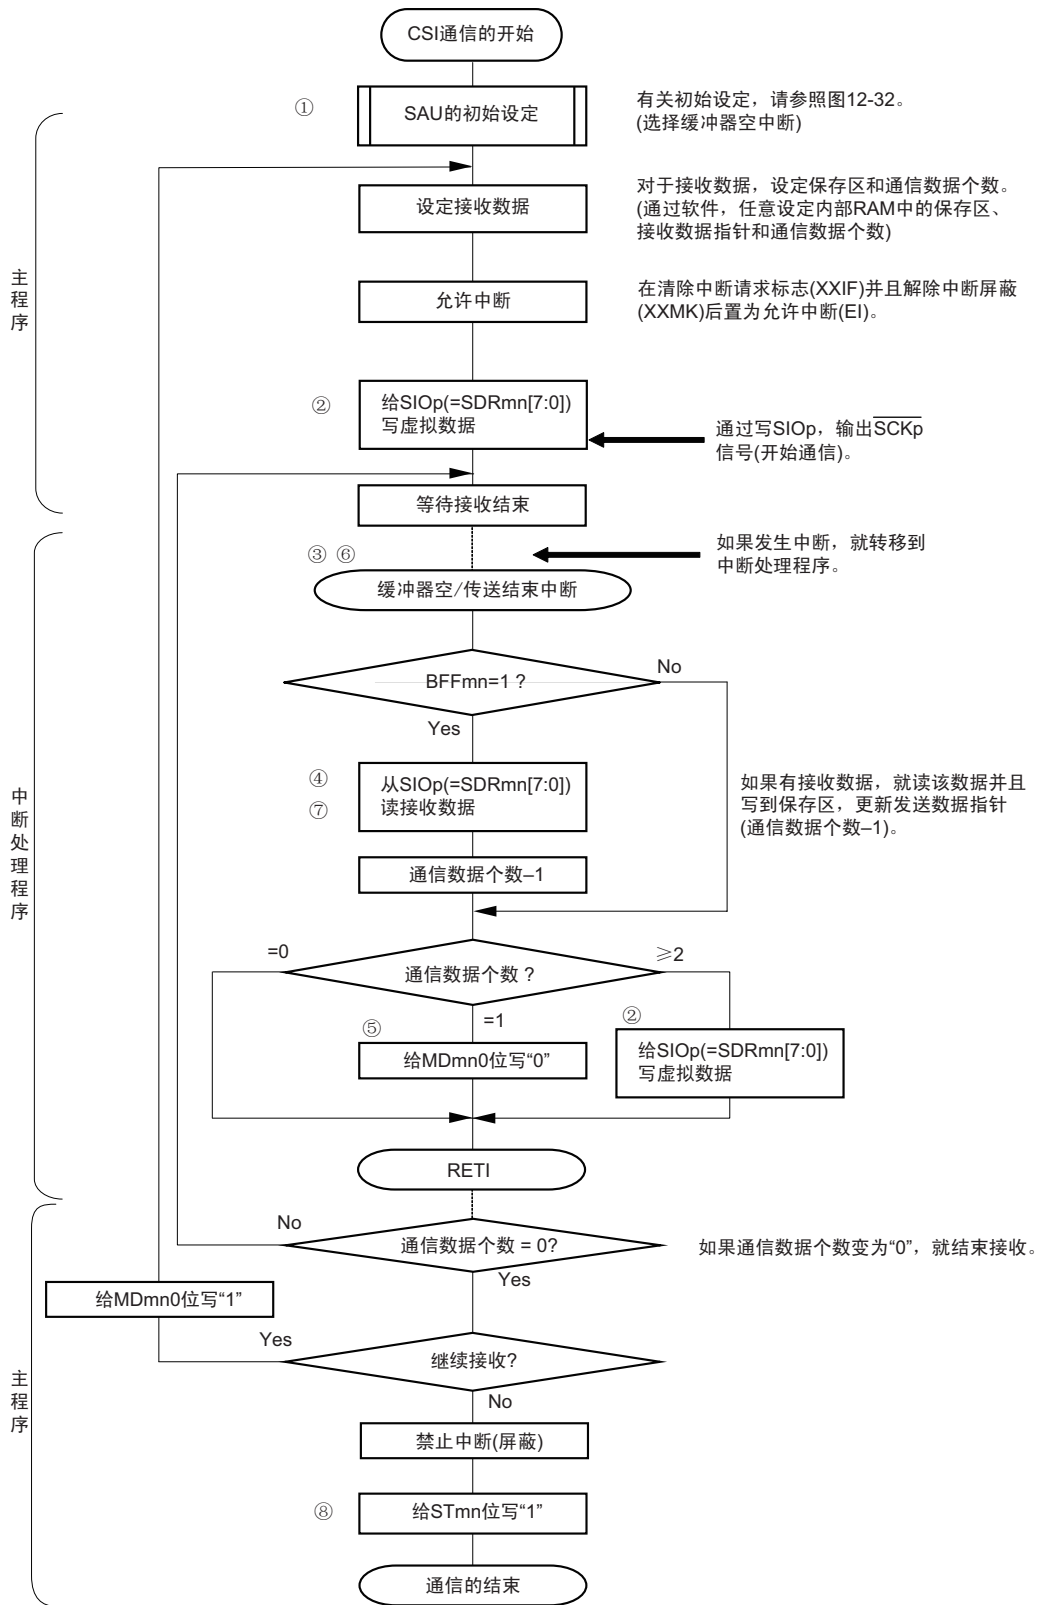 CSI通信的开始
①
SAU的初始设定
有关初始设定，请参照图12-32。
(选择缓冲器空中断)
设定接收数据
对于接收数据，设定保存区和通信数据个数。
(通过软件，任意设定内部RAM中的保存区、
接收数据指针和通信数据个数)
主程序
允许中断
在清除中断请求标志(XXIF)并且解除中断屏蔽
(XXMK)后置为允许中断(EI)。
②
给SIOp(=SDRmn[7:0])
写虚拟数据
通过写SIOp，输出SCKp
信号(开始通信)。
等待接收结束
③ ⑥
如果发生中断，就转移到
中断处理程序。
缓冲器空/传送结束中断
BFFmn=1 ?
No
Yes
④
⑦
从SIOp(=SDRmn[7:0])
读接收数据
如果有接收数据，就读该数据并且
写到保存区，更新发送数据指针
(通信数据个数–1)。
中断处理程序
通信数据个数–1
=0
通信数据个数 ?
≥2
=1
⑤
给MDmn0位写“0”
②
给SIOp(=SDRmn[7:0])
写虚拟数据
RETI
No
通信数据个数 = 0?
如果通信数据个数变为“0”，就结束接收。
Yes
给MDmn0位写“1”
Yes
继续接收?
No
主程序
禁止中断(屏蔽)
⑧
给STmn位写“1”
通信的结束